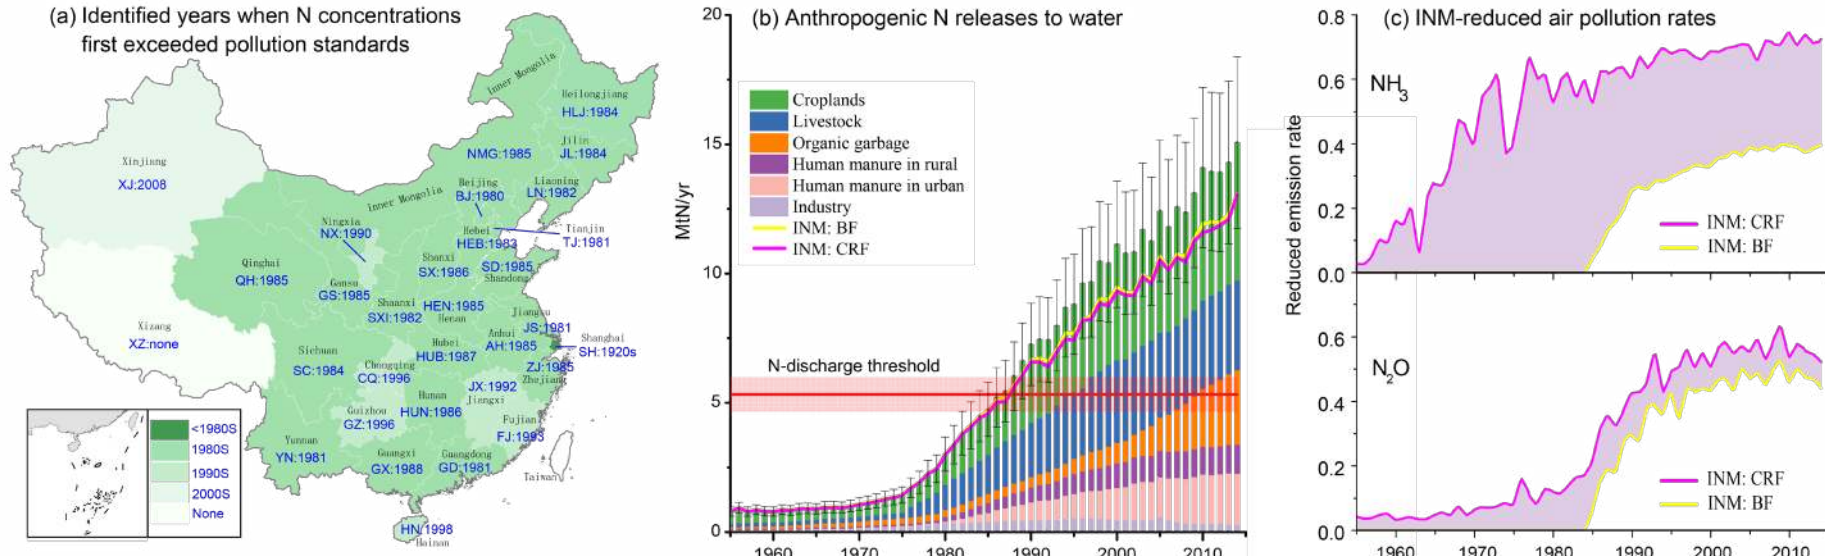 (a) Identified years when N concentrations
first exceeded pollution standards
Inner Mongolia
Heilongjiang
HLJ:1984
Jilin
JL:1984
NMG:1985
Xinjiang
XJ:2008
Beijing
BJ:1980
Liaoning
LN:1982
Inner Mongolia
Ningxia
NX:1990
Hebei
HEB:1983
Tianjin
TJ:1981
Qinghai
QH:1985
Gansu
GS:1985
Shanxi
SX:1986
SD:1985
Shandong
Shaanxi
SXI:1982
HEN:1985
Henan
Jiangsu
JS:1981
Xizang
XZ:none
Sichuan
SC:1984
Chongqing
CQ:1996
Hubei
HUB:1987
Anhui
AH:1985
Shanghai
SH:1920s
ZJ:1985
Zhejiang
Guizhou
GZ:1996
Hunan
HUN:1986
JX:1992
Jiangxi
Fujian
FJ:1993
Yunnan
YN:1981
Guangxi
GX:1988
Guangdong
GD:1981
Taiwan
HN:1998
Hainan
<1980S
1980S
1990S
2000S
None
(b) Anthropogenic N releases to water
MtN/yr
20
15
10
5
0
Croplands
Livestock
Organic garbage
Human manure in rural
Human manure in urban
Industry
INM: BF
INM: CRF
N-discharge threshold
1960 1970 1980 1990 2000 2010
(c) INM-reduced air pollution rates
Reduced emission rate
0.8
0.6
0.4
0.2
0.0
NH3
INM: CRF
INM: BF
0.6
0.4
0.2
0.0
N2O
INM: CRF
INM: BF
1960 1970 1980 1990 2000 2010